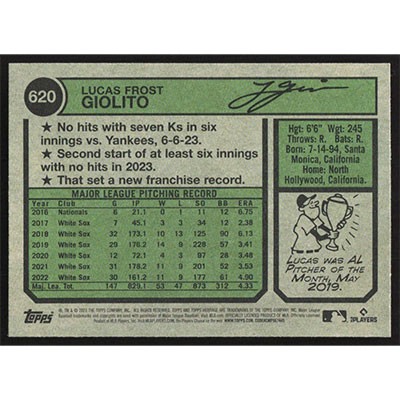 620
LUCAS FROST
GIOLITO
★ No hits with seven Ks in six
innings vs. Yankees, 6-6-23.
★ Second start of at least six innings
with no hits in 2023.
★ That set a new franchise record.
Hgt: 6'6" Wgt: 245
Throws: R. Bats: R.
Born: 7-14-94, Santa
Monica, California
Home: North
Hollywood, California.
MAJOR LEAGUE PITCHING RECORD
Year Club G IP W L SO BB ERA
2016 Nationals 6 21.1 0 1 11 12 6.75
2017 White Sox 7 45.1 3 3 34 12 2.38
2018 White Sox 32 173.1 10 13 125 90 6.13
2019 White Sox 29 176.2 14 9 228 57 3.41
2020 White Sox 12 72.1 4 3 97 28 3.48
2021 White Sox 31 178.2 11 9 201 52 3.53
2022 White Sox 30 161.2 11 9 177 61 4.90
Maj. Lea. Tot. 147 829.1 53 47 873 312 4.33
LUCAS WAS AL
PITCHER OF THE
MONTH, MAY
2019.
Topps
PLAYERS